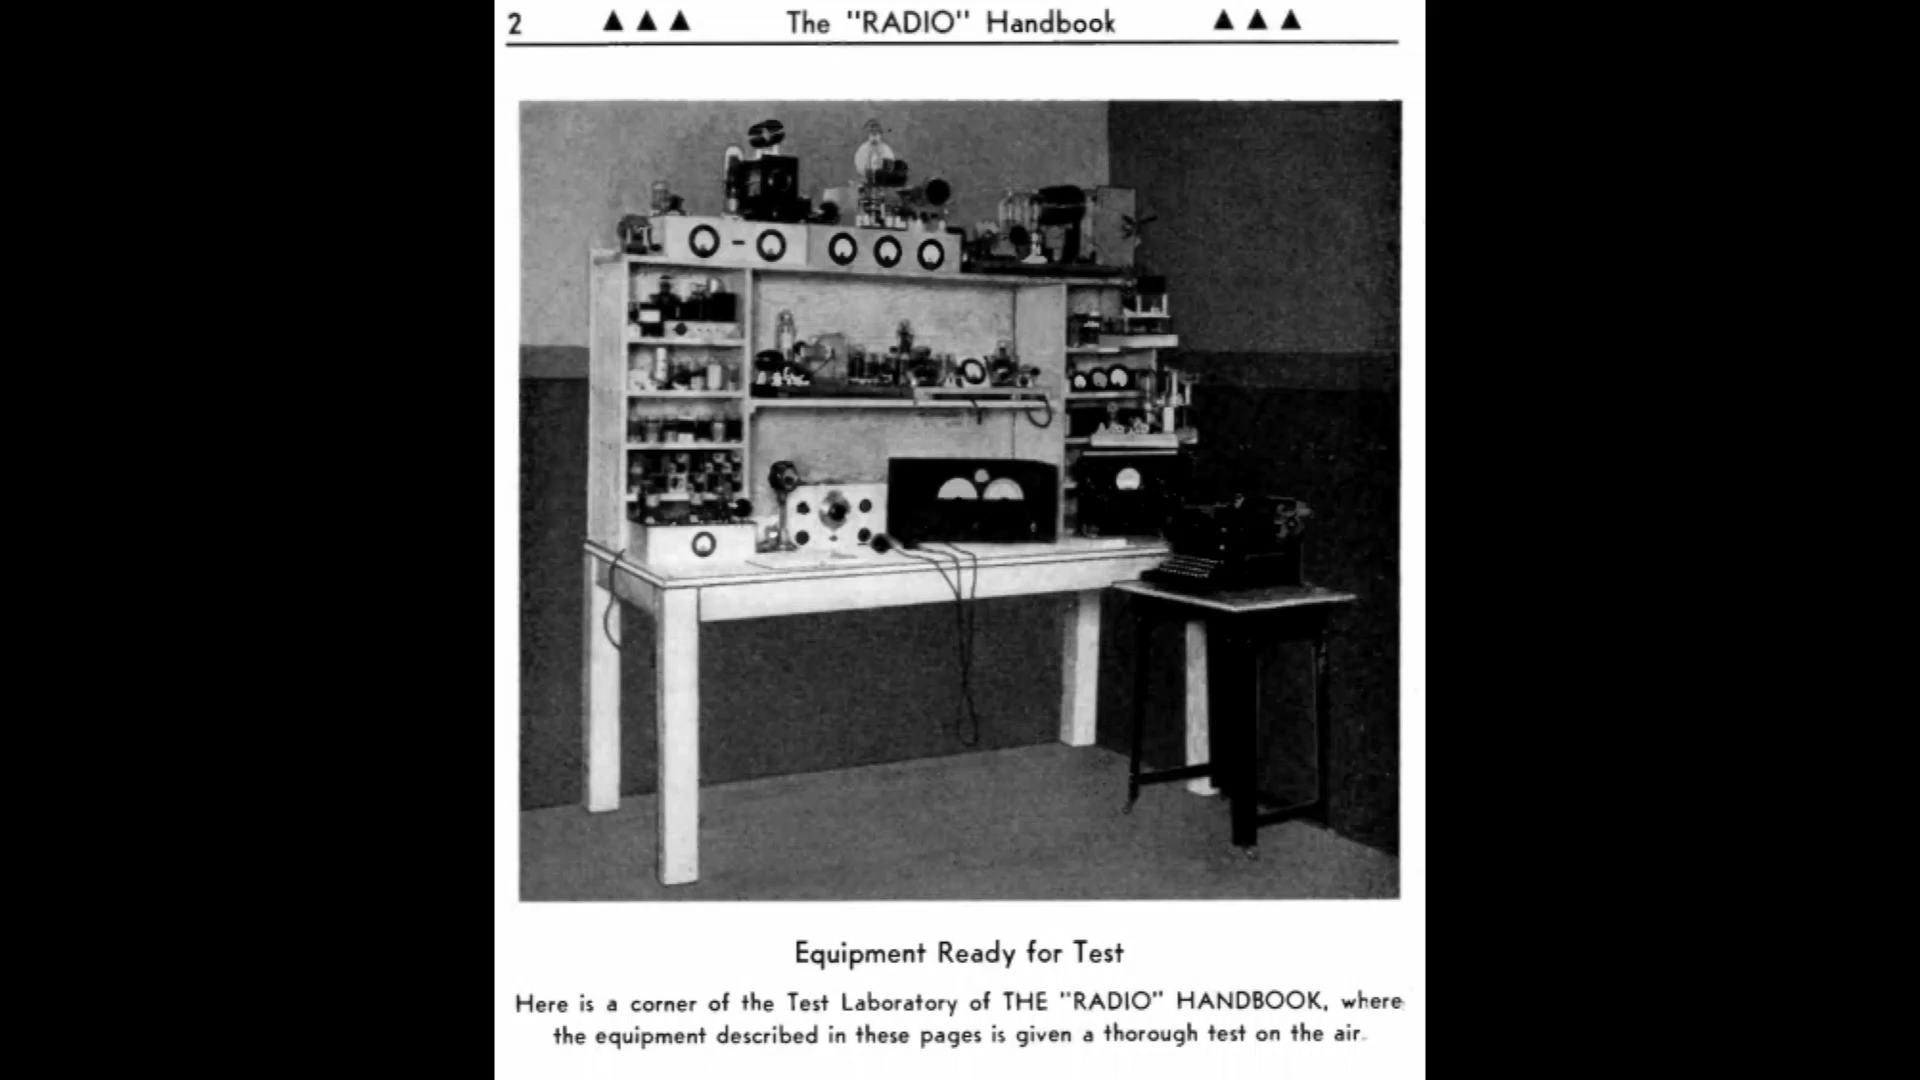 2 ▲ ▲ ▲ The "RADIO" Handbook ▲ ▲ ▲
Equipment Ready for Test
Here is a corner of the Test Laboratory of THE "RADIO" HANDBOOK, where
the equipment described in these pages is given a thorough test on the air.